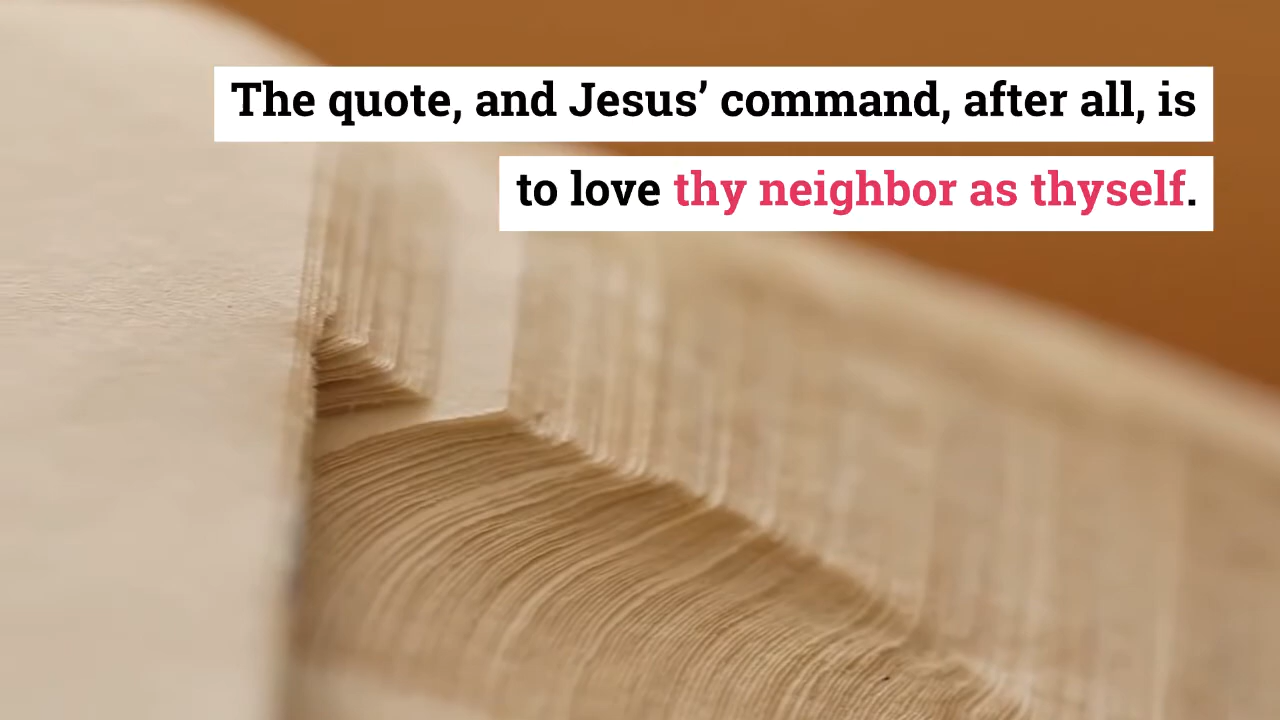 The quote, and Jesus’ command, after all, is
to love thy neighbor as thyself.